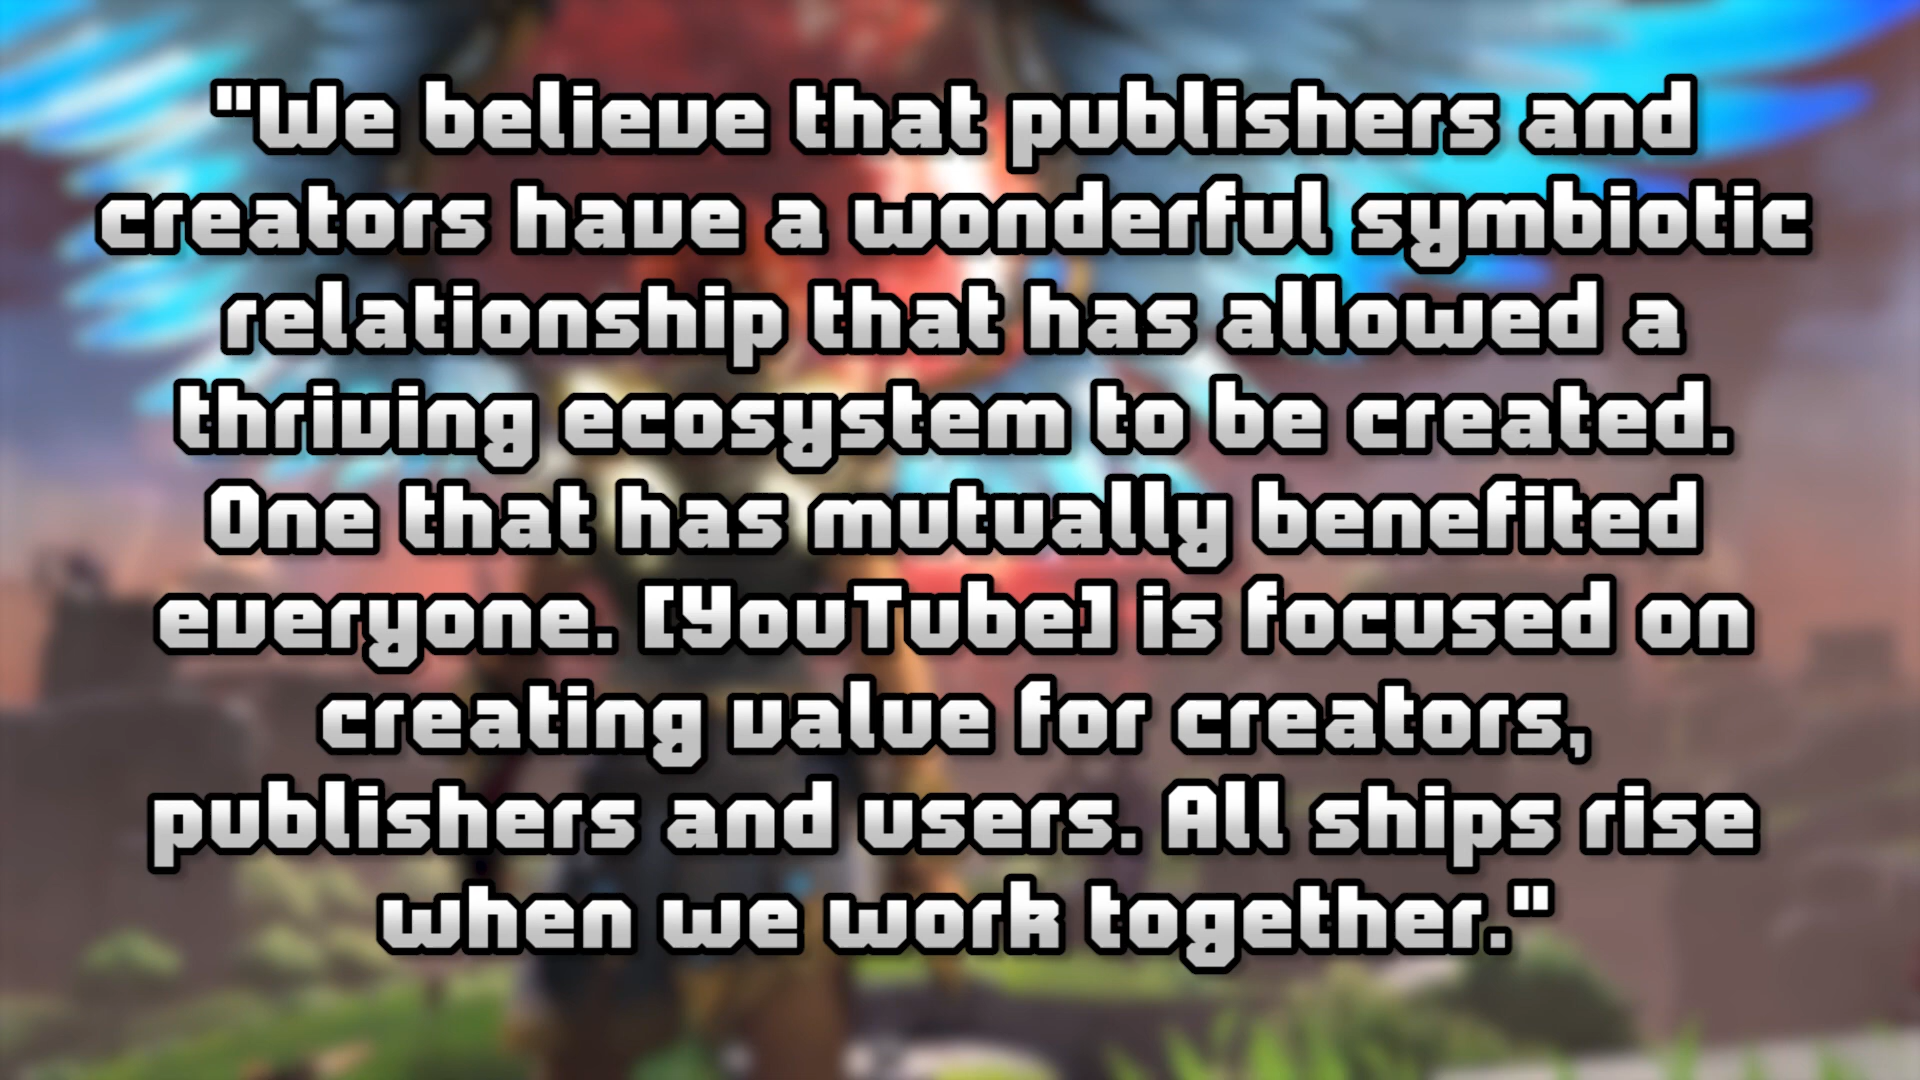 "We believe that publishers and
creators have a wonderful symbiotic
relationship that has allowed a
thriving ecosystem to be created.
One that has mutually benefited
everyone. [YouTube] is focused on
creating value for creators,
publishers and users. All ships rise
when we work together."